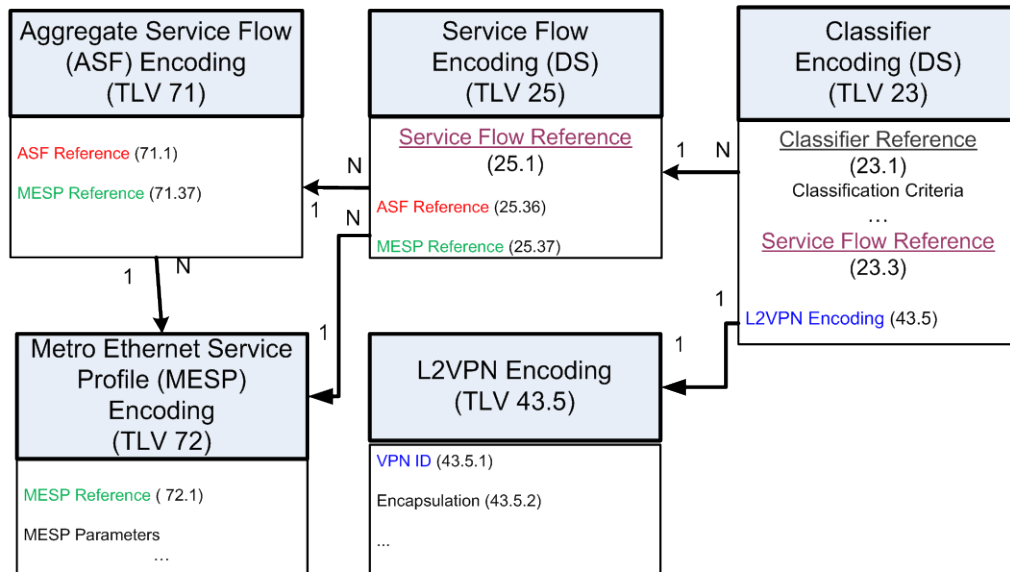 Aggregate Service Flow
(ASF) Encoding
(TLV 71)
ASF Reference (71.1)
MESP Reference (71.37)
Service Flow
Encoding (DS)
(TLV 25)
Service Flow Reference
(25.1)
ASF Reference (25.36)
MESP Reference (25.37)
Classifier
Encoding (DS)
(TLV 23)
Classifier Reference
(23.1)
Classification Criteria
...
Service Flow Reference
(23.3)
L2VPN Encoding (43.5)
1
N
N
1
N
1
N
1
1
1
Metro Ethernet Service
Profile (MESP)
Encoding
(TLV 72)
MESP Reference ( 72.1)
MESP Parameters
...
L2VPN Encoding
(TLV 43.5)
VPN ID (43.5.1)
Encapsulation (43.5.2)
...